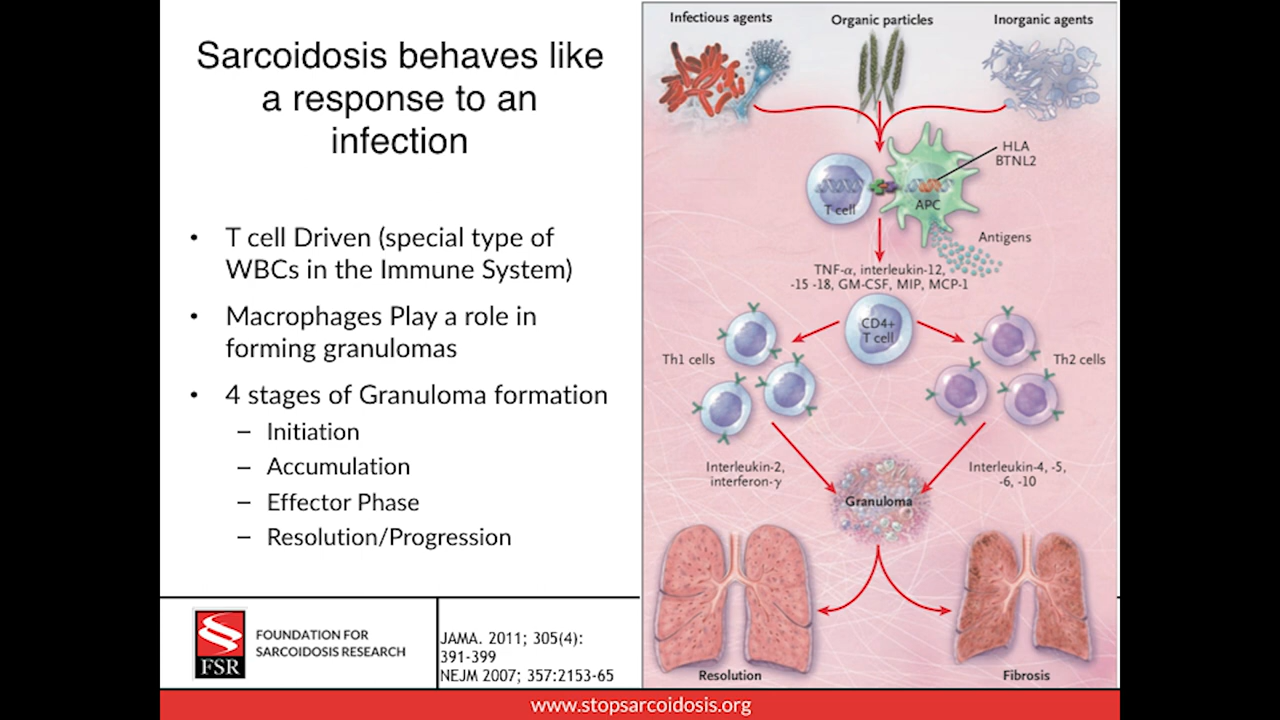 Sarcoidosis behaves like
a response to an
infection
• T cell Driven (special type of
WBCs in the Immune System)
• Macrophages Play a role in
forming granulomas
• 4 stages of Granuloma formation
– Initiation
– Accumulation
– Effector Phase
– Resolution/Progression
FSR
FOUNDATION FOR
SARCOIDOSIS RESEARCH
JAMA. 2011; 305(4):
391-399
NEJM 2007; 357:2153-65
Infectious agents
Organic particles
Inorganic agents
HLA
BTNL2
T cell
APC
Antigens
TNF-α, interleukin-12,
-15 -18, GM-CSF, MIP, MCP-1
CD4+
T cell
Th1 cells
Th2 cells
Interleukin-2,
interferon-γ
Interleukin-4, -5,
-6, -10
Granuloma
Resolution
Fibrosis
www.stopsarcoidosis.org